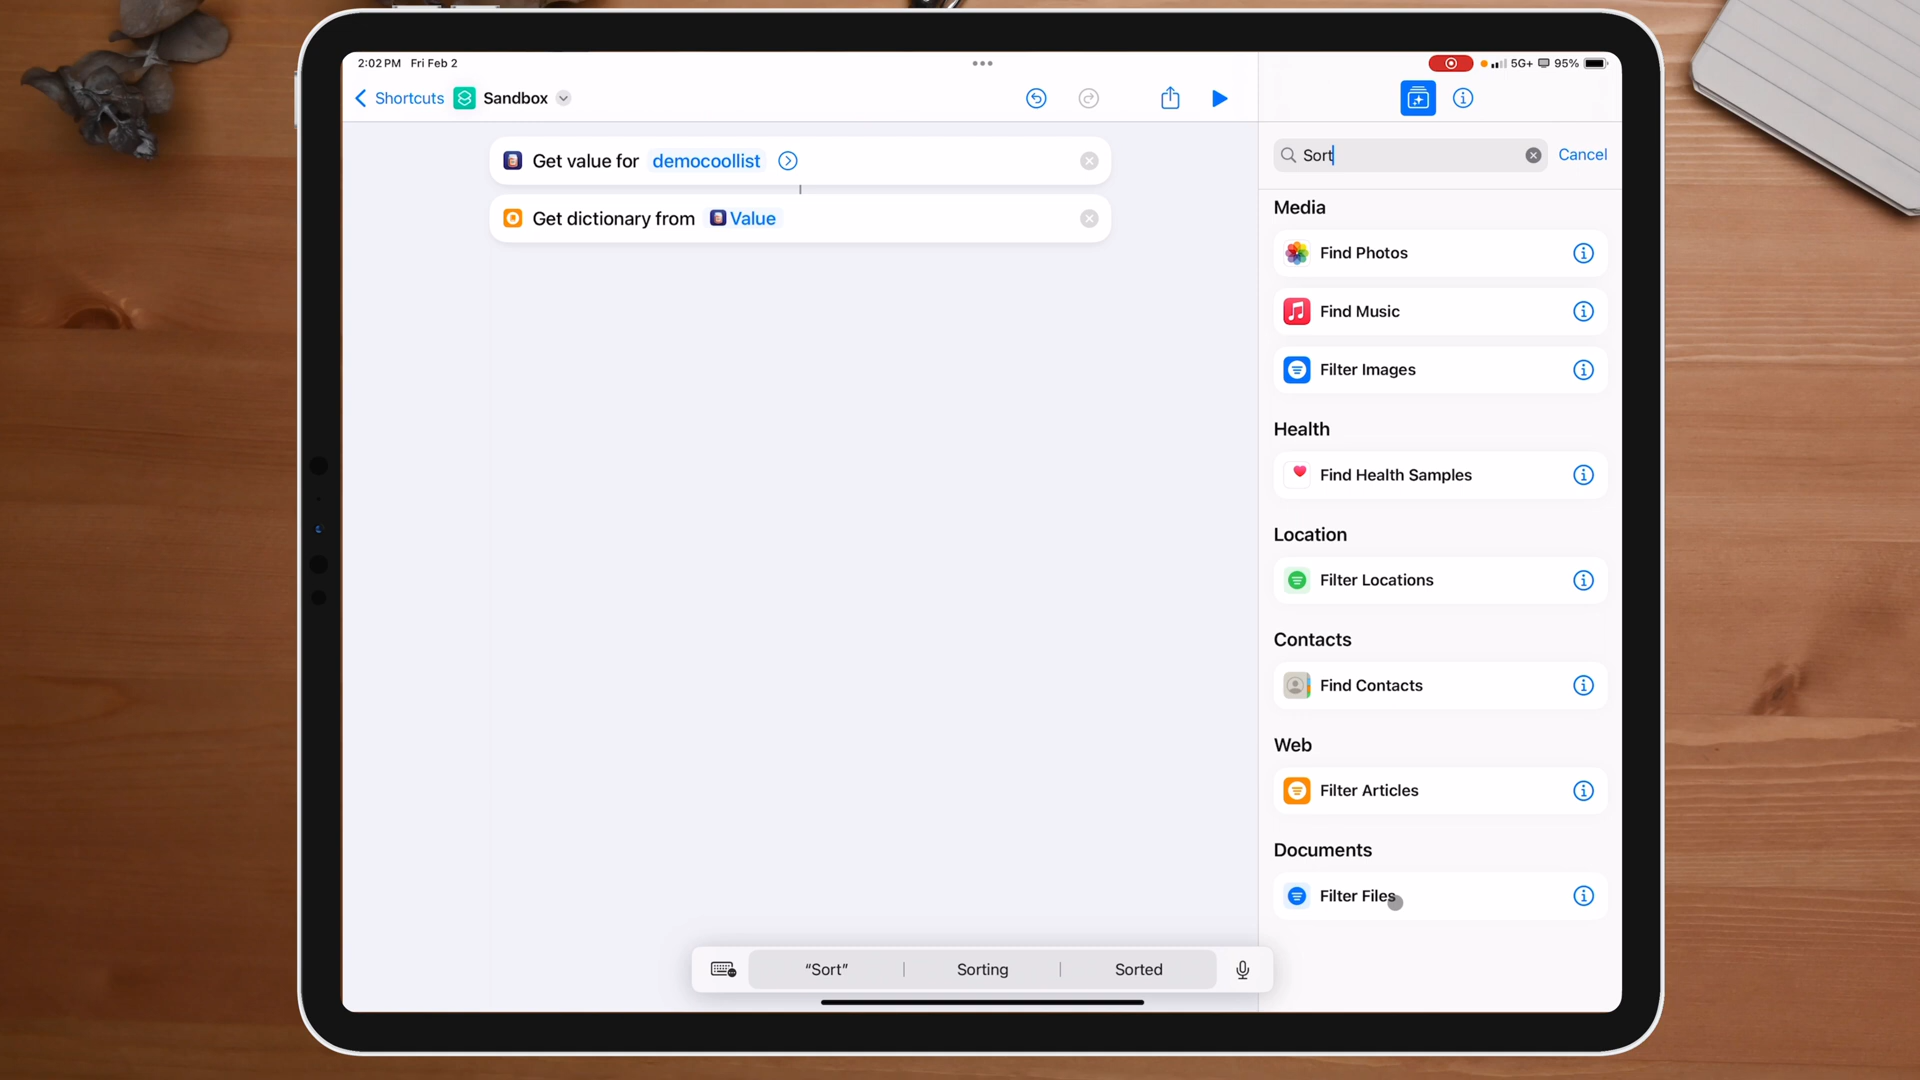 2:02 PM Fri Feb 2
5G+ 95%
Shortcuts Sandbox
Get value for democoollist
Get dictionary from Value
Sort
Cancel
Media
Find Photos
Find Music
Filter Images
Health
Find Health Samples
Location
Filter Locations
Contacts
Find Contacts
Web
Filter Articles
Documents
Filter Files
“Sort” Sorting Sorted